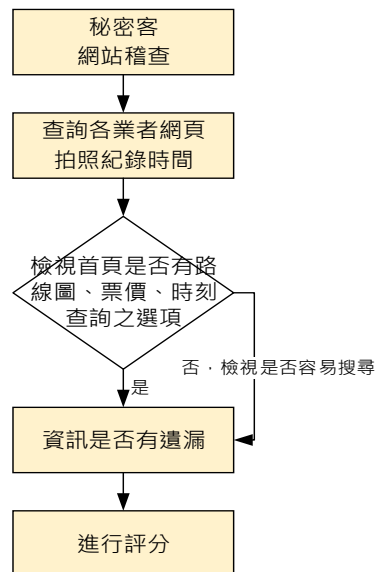 秘密客
網站稽查
查詢各業者網頁
拍照紀錄時間
檢視首頁是否有路
線圖、票價、時刻
查詢之選項
否，檢視是否容易搜尋
是
資訊是否有遺漏
進行評分